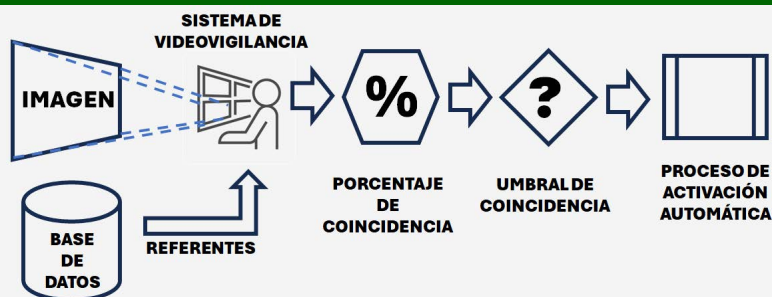 SISTEMA DE
VIDEOVIGILANCIA
IMAGEN
%
?
PORCENTAJE
DE
COINCIDENCIA
UMBRAL DE
COINCIDENCIA
PROCESO DE
ACTIVACIÓN
AUTOMÁTICA
BASE
DE
DATOS
REFERENTES